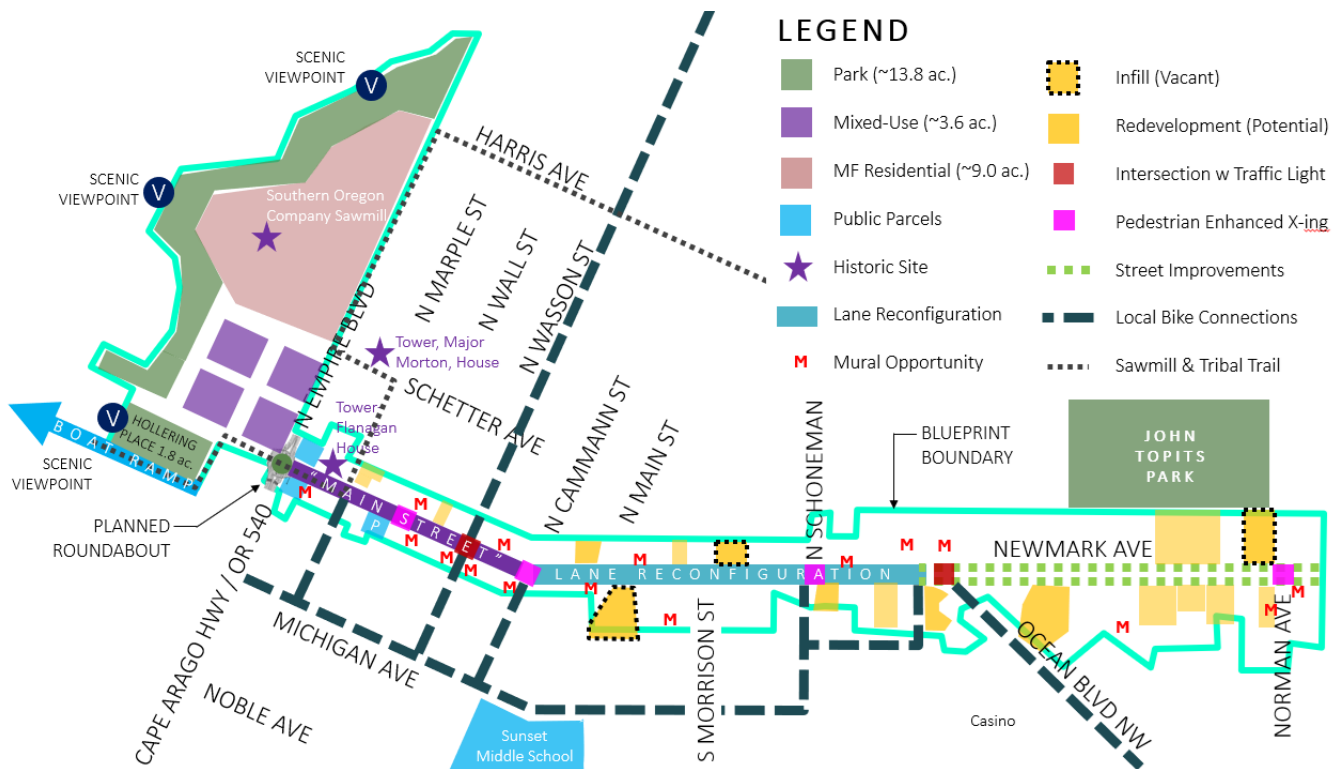 LEGEND
Park (~13.8 ac.)
Mixed-Use (~3.6 ac.)
MF Residential (~9.0 ac.)
Public Parcels
Historic Site
Lane Reconfiguration
M
Mural Opportunity
Infill (Vacant)
Redevelopment (Potential)
Intersection w Traffic Light
Pedestrian Enhanced X-ing
Street Improvements
Local Bike Connections
Sawmill & Tribal Trail
SCENIC
VIEWPOINT
V
SCENIC
VIEWPOINT
V
Southern Oregon
Company Sawmill
HARRIS AVE
N MARPLE ST
N WALL ST
N WASSON ST
N EMPIRE BLVD
Tower, Major
Morton, House
SCHETTER AVE
Tower
Flanagan
House
V
HOLLERING
PLACE 1.8 ac.
BOAT RAMP
SCENIC
VIEWPOINT
PLANNED
ROUNDABOUT
"MAIN STREET"
P
M
M
M
M
M
M
M
M
N CAMMANN ST
N MAIN ST
N SCHONEMAN
BLUEPRINT
BOUNDARY
JOHN
TOPITS
PARK
NEWMARK AVE
LANE RECONFIGURATION
M
M
M
M
M
M
M
M
M
CAPE ARAGO HWY / OR 540
MICHIGAN AVE
NOBLE AVE
Sunset
Middle School
S MORRISON ST
OCEAN BLVD NW
Casino
NORMAN AVE